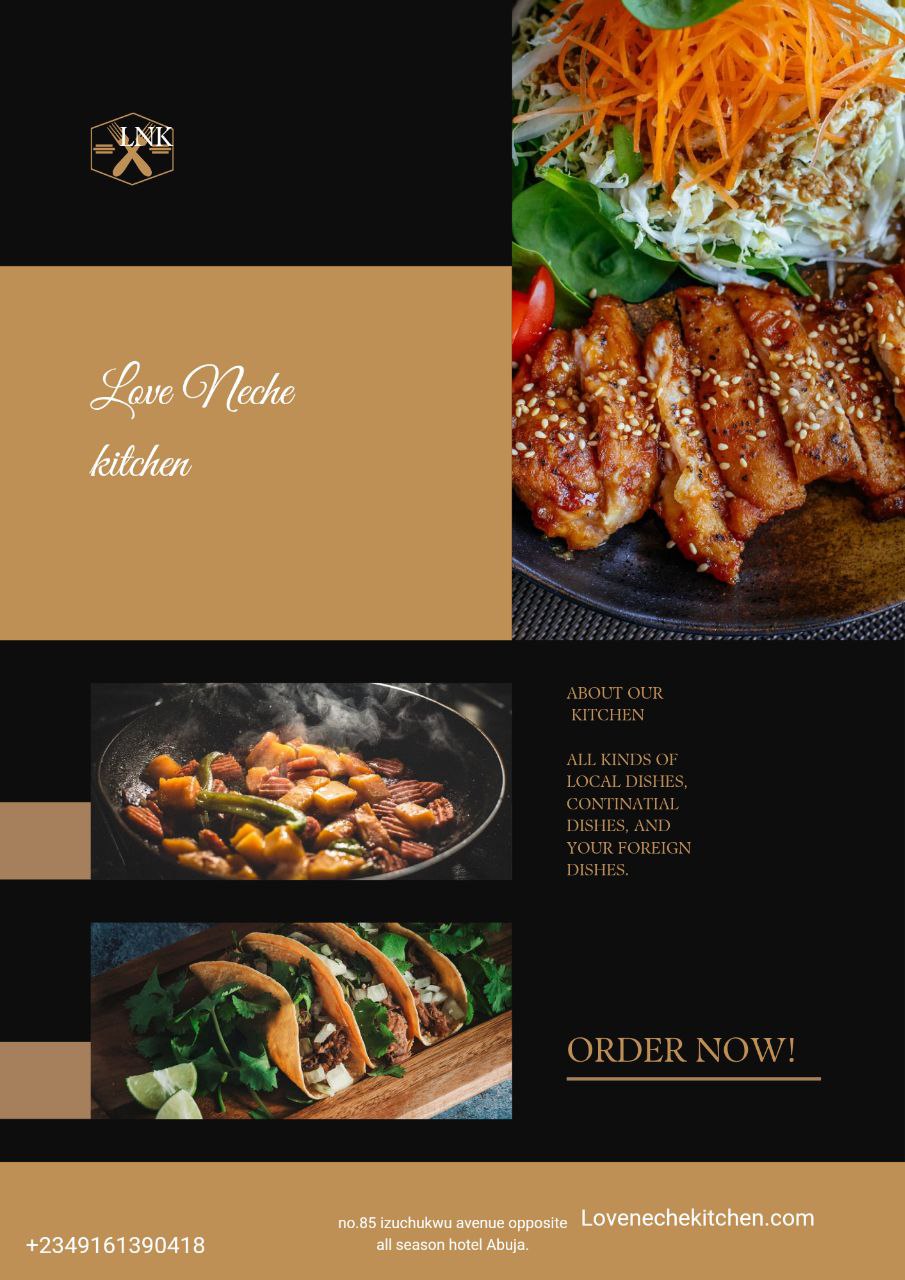 LNK
Love Neche
kitchen
ABOUT OUR
KITCHEN
ALL KINDS OF
LOCAL DISHES,
CONTINATIAL
DISHES, AND
YOUR FOREIGN
DISHES.
ORDER NOW!
+2349161390418
no.85 izuchukwu avenue opposite
all season hotel Abuja.
Lovenechekitchen.com